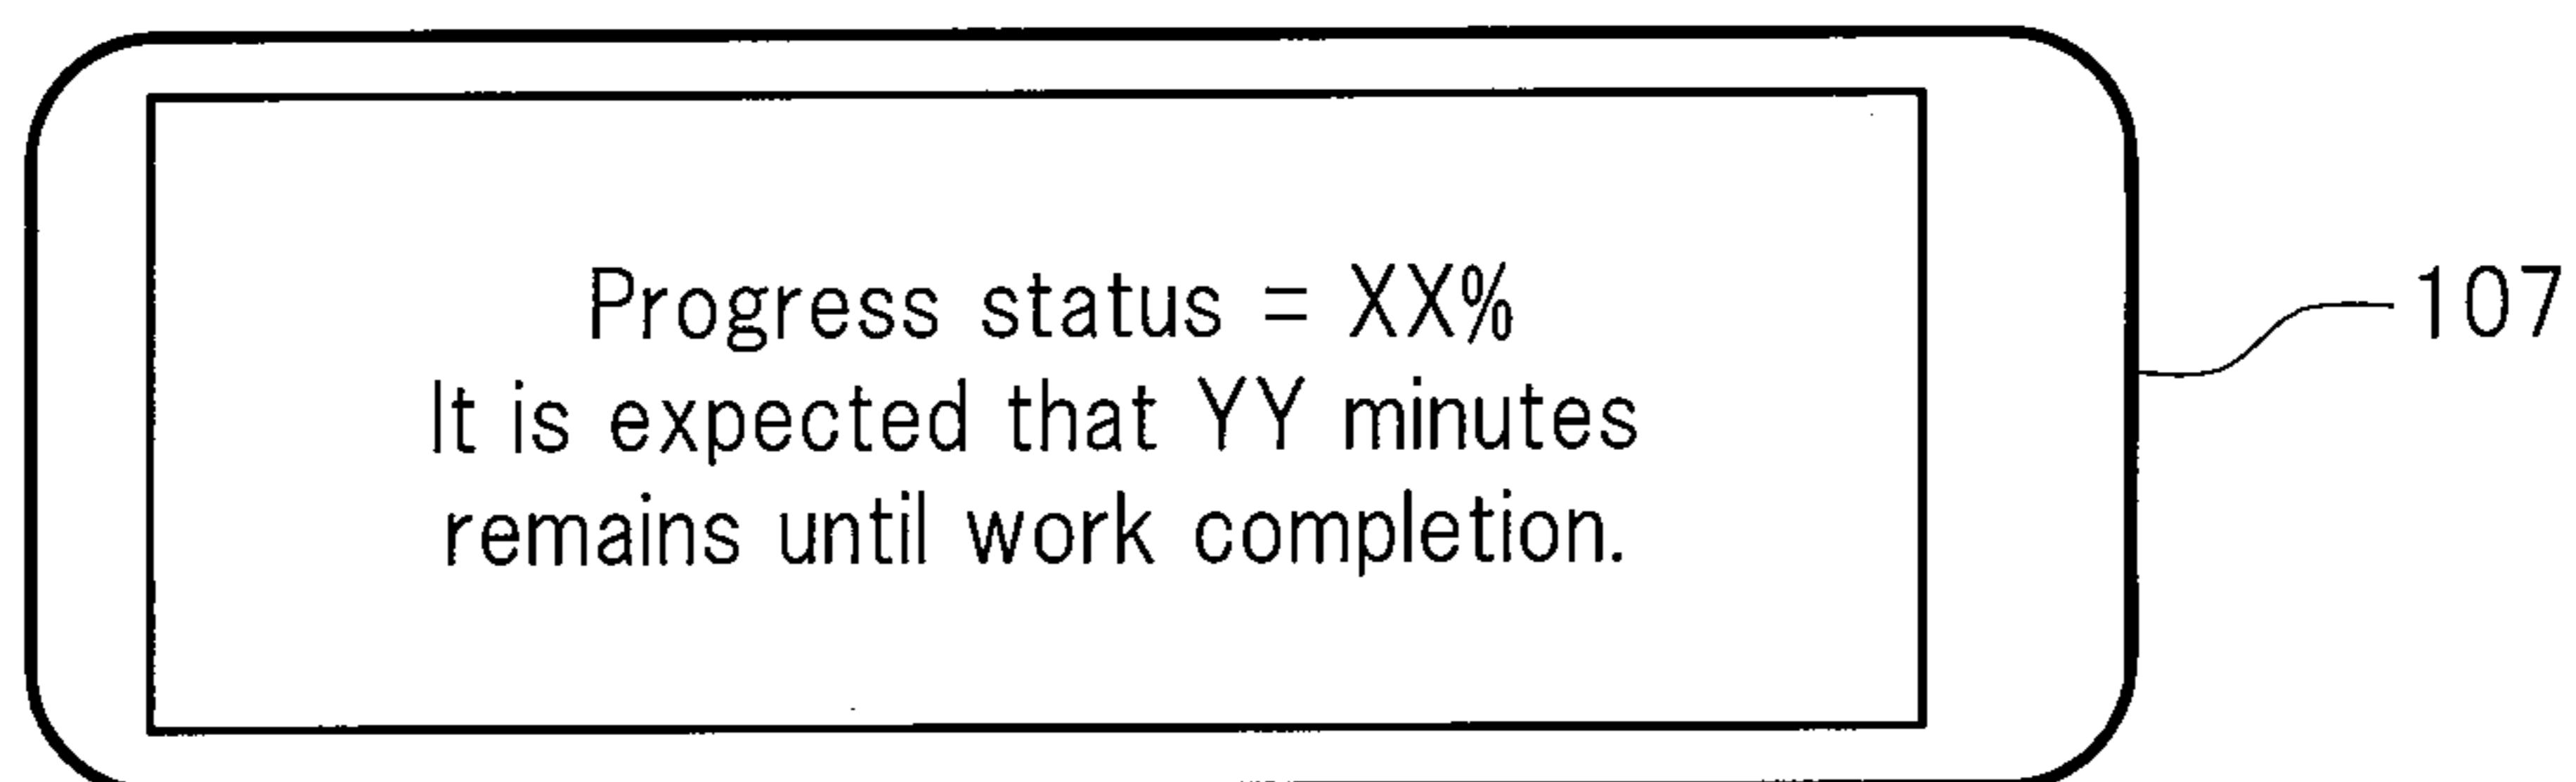 Progress status = XX%
It is expected that YY minutes
remains until work completion.
107